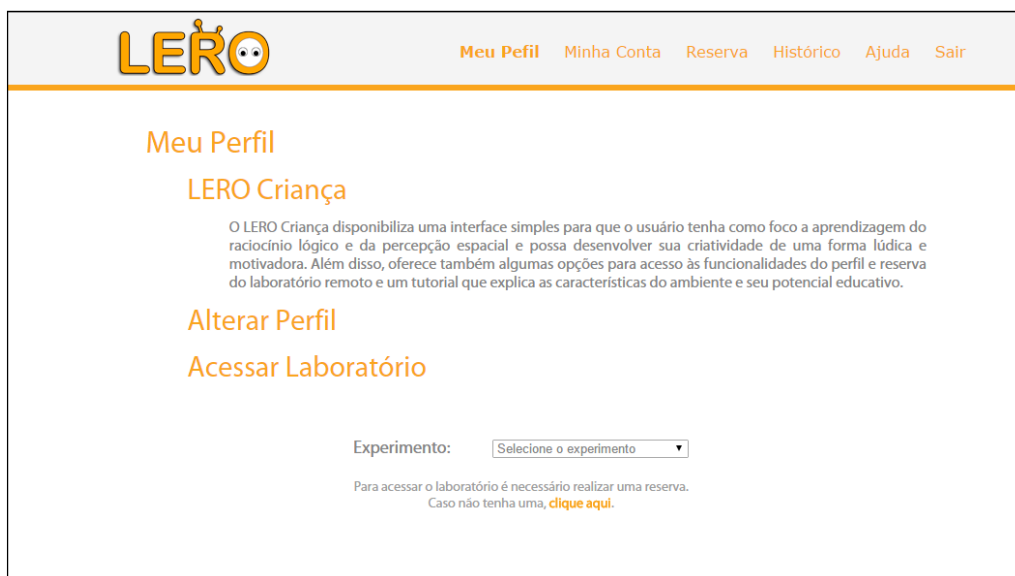 LERO
Meu Pefil Minha Conta Reserva Histórico Ajuda Sair
Meu Perfil
LERO Criança
O LERO Criança disponibiliza uma interface simples para que o usuário tenha como foco a aprendizagem do
raciocínio lógico e da percepção espacial e possa desenvolver sua criatividade de uma forma lúdica e
motivadora. Além disso, oferece também algumas opções para acesso às funcionalidades do perfil e reserva
do laboratório remoto e um tutorial que explica as características do ambiente e seu potencial educativo.
Alterar Perfil
Acessar Laboratório
Experimento: Selecione o experimento
Para acessar o laboratório é necessário realizar uma reserva.
Caso não tenha uma, clique aqui.